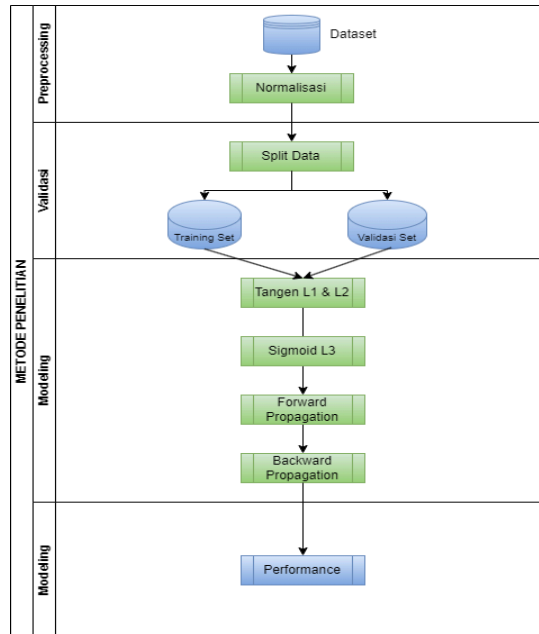 METODE PENELITIAN
Preprocessing
Dataset
Normalisasi
Validasi
Split Data
Training Set
Validasi Set
Modeling
Tangen L1 & L2
Sigmoid L3
Forward
Propagation
Backward
Propagation
Modeling
Performance